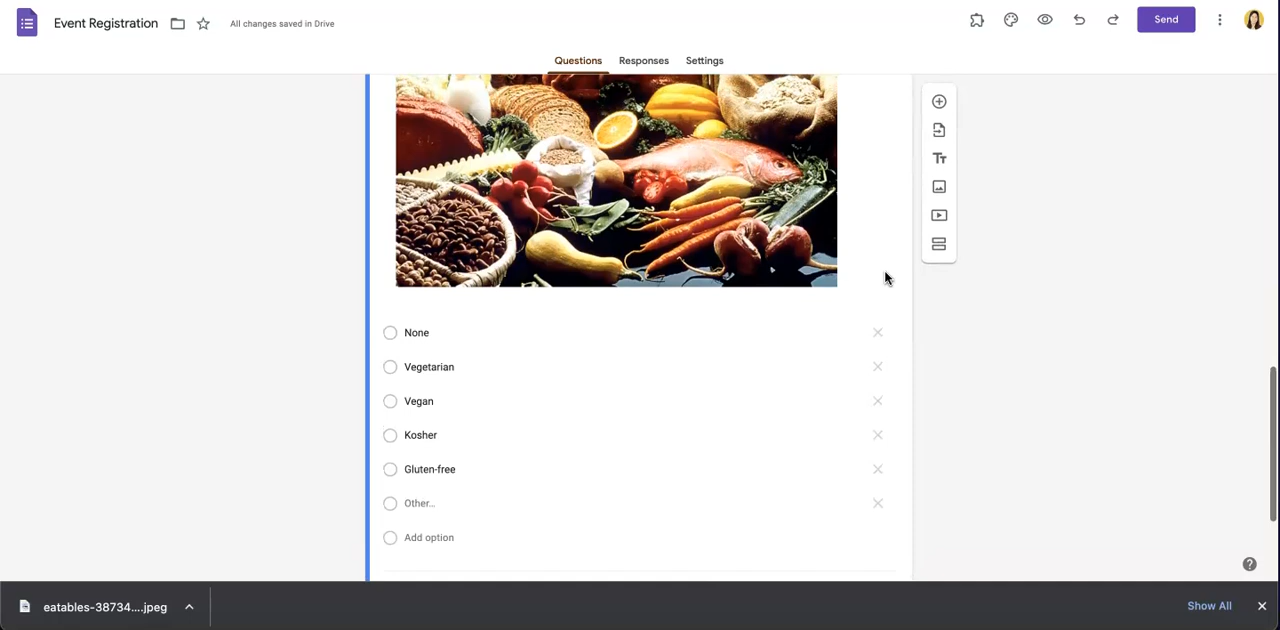 Event Registration
All changes saved in Drive
Send
Questions
Responses
Settings
None
Vegetarian
Vegan
Kosher
Gluten-free
Other...
Add option
eatables-38734....jpeg
Show All